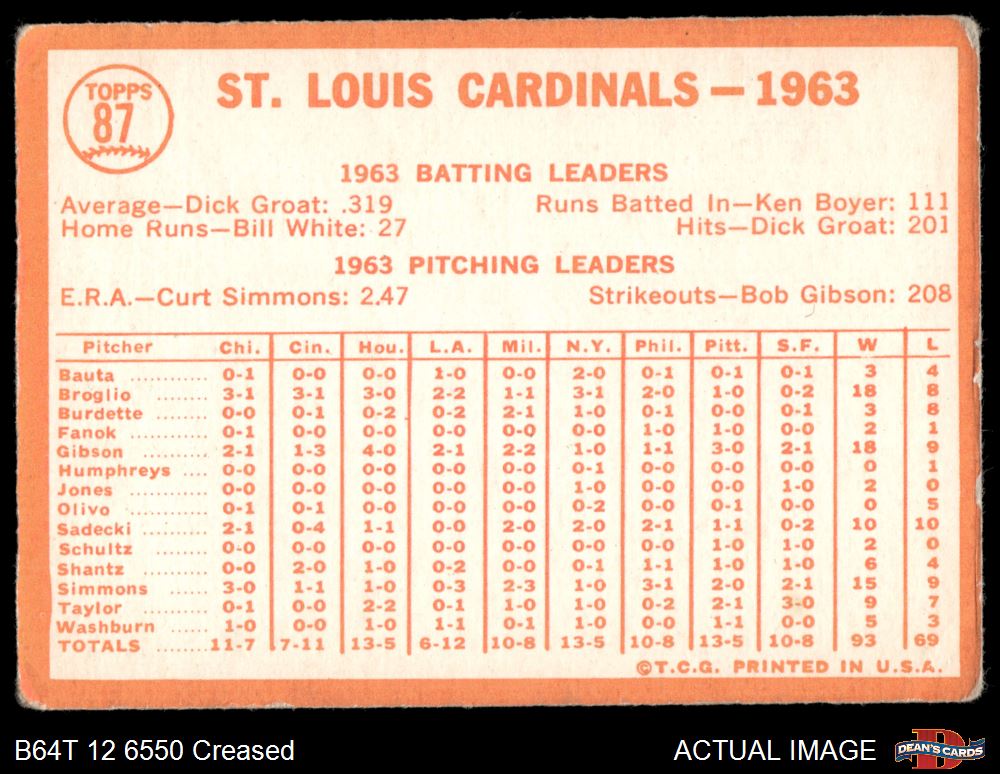 TOPPS
87
ST. LOUIS CARDINALS — 1963
1963 BATTING LEADERS
Average—Dick Groat: .319 Runs Batted In—Ken Boyer: 111
Home Runs—Bill White: 27 Hits—Dick Groat: 201
1963 PITCHING LEADERS
E.R.A.—Curt Simmons: 2.47 Strikeouts—Bob Gibson: 208
Pitcher Chi. Cin. Hou. L.A. Mil. N.Y. Phil. Pitt. S.F. W L
Bauta ........... 0-1 0-0 0-0 1-0 0-0 2-0 0-1 0-1 0-1 3 4
Broglio ........ 3-1 3-1 3-0 2-2 1-1 3-1 2-0 1-0 0-2 18 8
Burdette ........ 0-0 0-1 0-2 0-2 2-1 1-0 0-1 0-0 0-1 3 8
Fanok ........... 0-1 0-0 0-0 0-0 0-0 0-0 1-0 1-0 0-0 2 1
Gibson ......... 2-1 1-3 4-0 2-1 2-2 1-0 1-1 3-0 2-1 18 9
Humphreys .... 0-0 0-0 0-0 0-0 0-0 0-1 0-0 0-0 0-0 0 1
Jones ........... 0-0 0-0 0-0 0-0 0-0 1-0 0-0 0-0 1-0 2 0
Olivo ........... 0-1 0-1 0-0 0-0 0-0 0-2 0-0 0-1 0-0 0 5
Sadecki ......... 2-1 0-4 1-1 0-0 2-0 2-0 2-1 1-1 0-2 10 10
Schultz ......... 0-0 0-0 0-0 0-0 0-0 0-0 0-0 1-0 1-0 2 0
Shantz .......... 0-0 2-0 1-0 0-2 0-0 0-1 1-1 1-0 1-0 6 4
Simmons ....... 3-0 1-1 1-0 0-3 2-3 1-0 3-1 2-0 2-1 15 9
Taylor .......... 0-1 0-0 2-2 0-1 1-0 1-0 0-2 2-1 3-0 9 7
Washburn ...... 1-0 0-0 1-0 1-1 0-1 1-0 0-0 1-1 0-0 5 3
TOTALS ........ 11-7 7-11 13-5 6-12 10-8 13-5 10-8 13-5 10-8 93 69
©T.C.G. PRINTED IN U.S.A.
B64T 12 6550 Creased ACTUAL IMAGE
D
DEAN'S CARDS